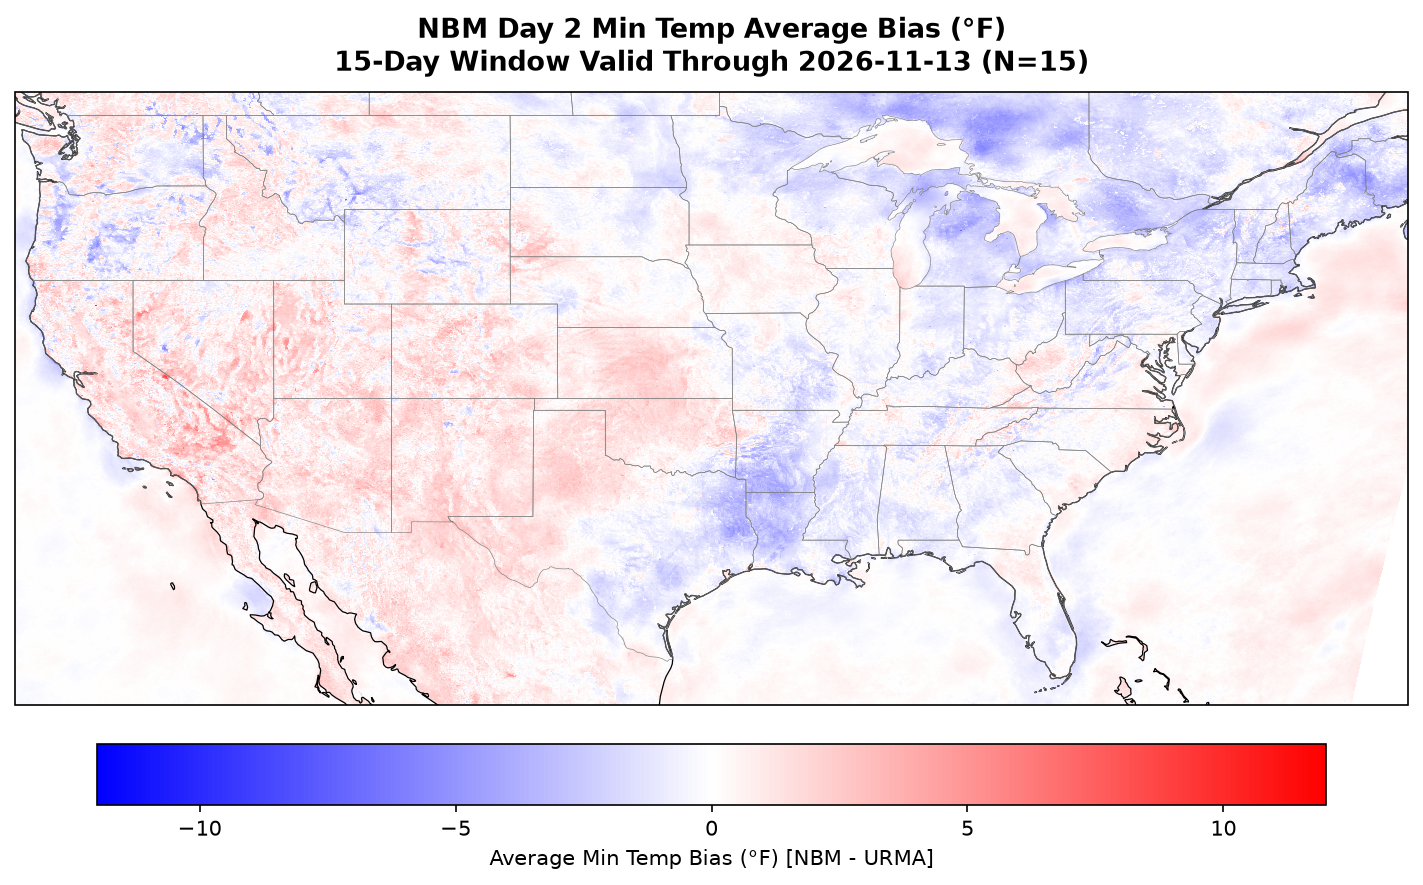 NBM Day 2 Min Temp Average Bias (°F)
15-Day Window Valid Through 2026-11-13 (N=15)
−10 −5 0 5 10
Average Min Temp Bias (°F) [NBM - URMA]